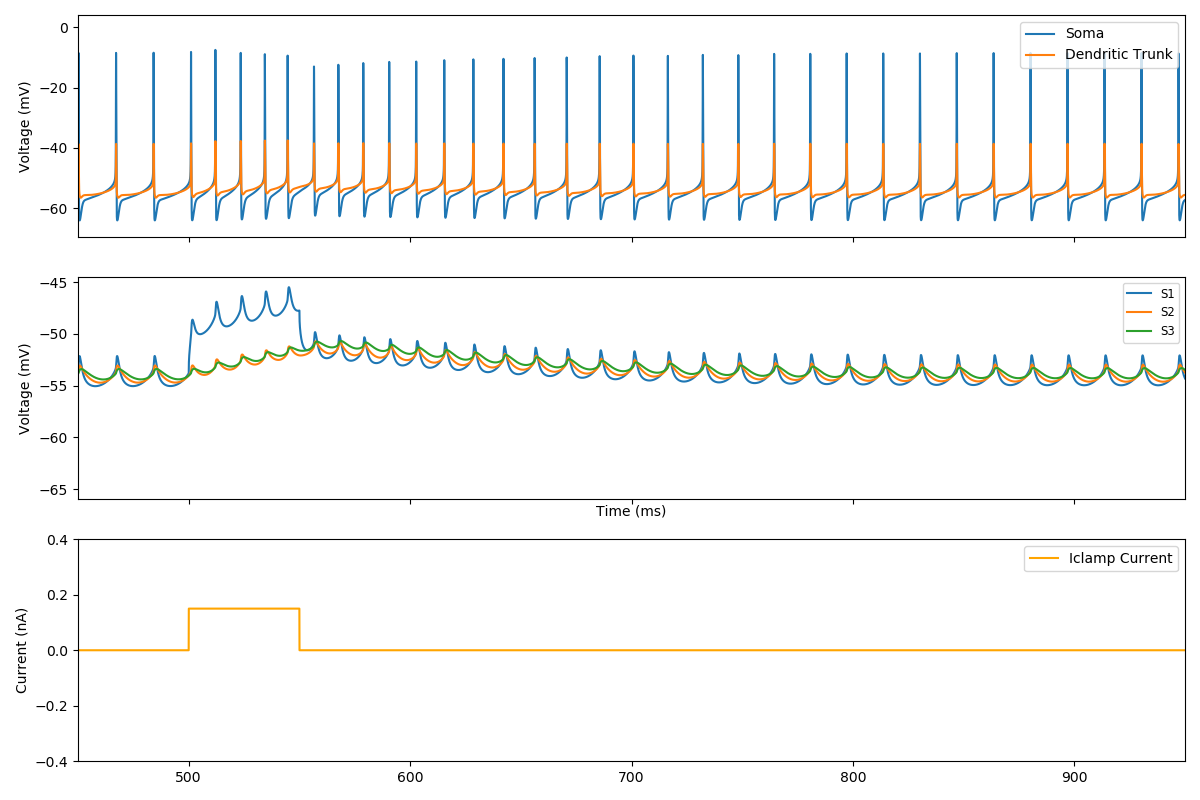 0
−20
−40
−60
Voltage (mV)
Soma
Dendritic Trunk
−45
−50
−55
−60
−65
Voltage (mV)
S1
S2
S3
Time (ms)
0.4
0.2
0.0
−0.2
−0.4
Current (nA)
Iclamp Current
500
600
700
800
900